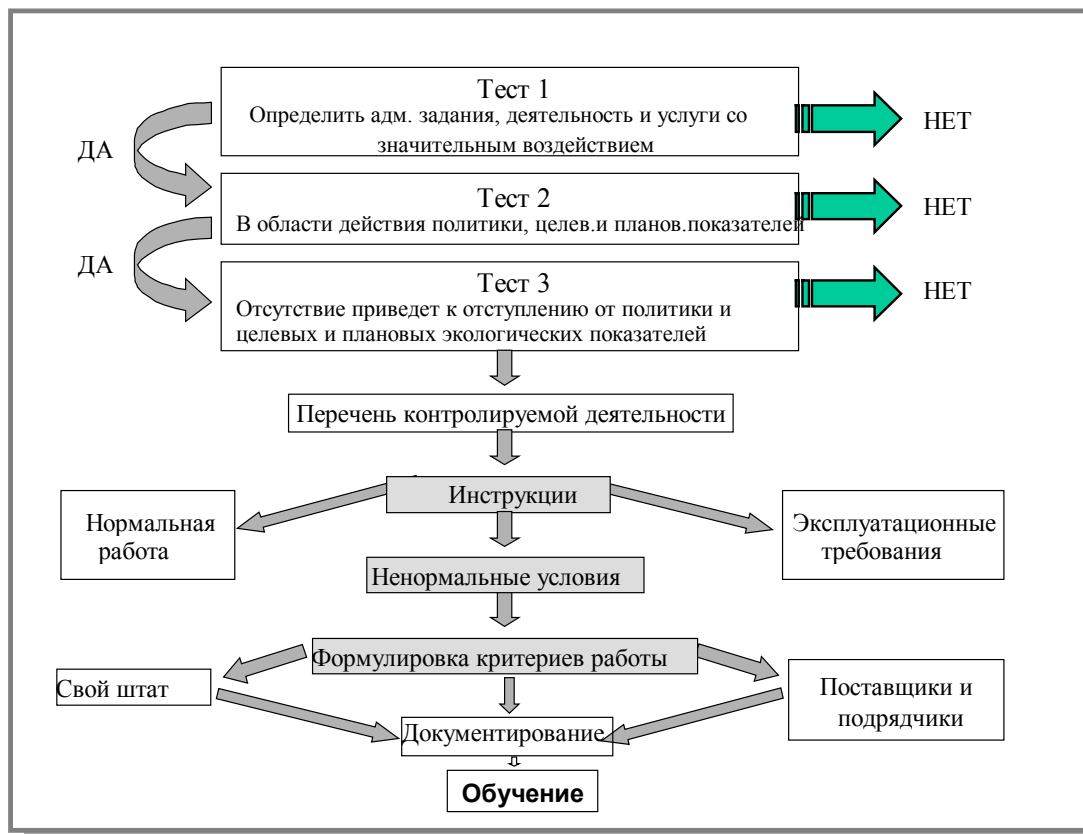 Тест 1
Определить адм. задания, деятельность и услуги со
значительным воздействием
НЕТ
ДА
Тест 2
В области действия политики, целев.и планов.показателей
НЕТ
ДА
Тест 3
Отсутствие приведет к отступлению от политики и
целевых и плановых экологических показателей
НЕТ
Перечень контролируемой деятельности
Инструкции
Нормальная
работа
Эксплуатационные
требования
Ненормальные условия
Формулировка критериев работы
Свой штат
Поставщики и
подрядчики
Документирование
Обучение